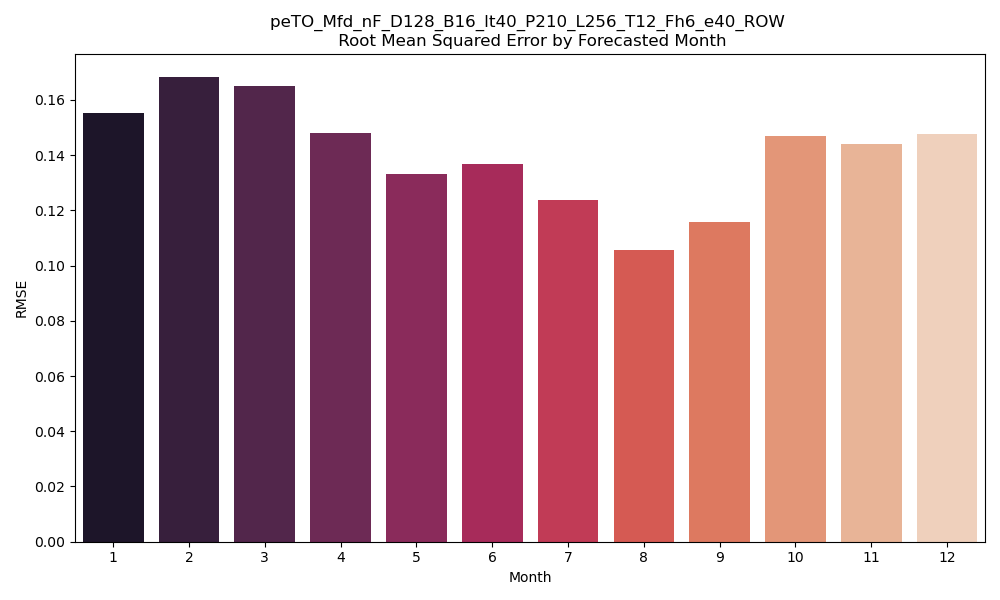 peTO_Mfd_nF_D128_B16_lt40_P210_L256_T12_Fh6_e40_ROW
Root Mean Squared Error by Forecasted Month
0.16
0.14
0.12
0.10
0.08
0.06
0.04
0.02
0.00
RMSE
1 2 3 4 5 6 7 8 9 10 11 12
Month